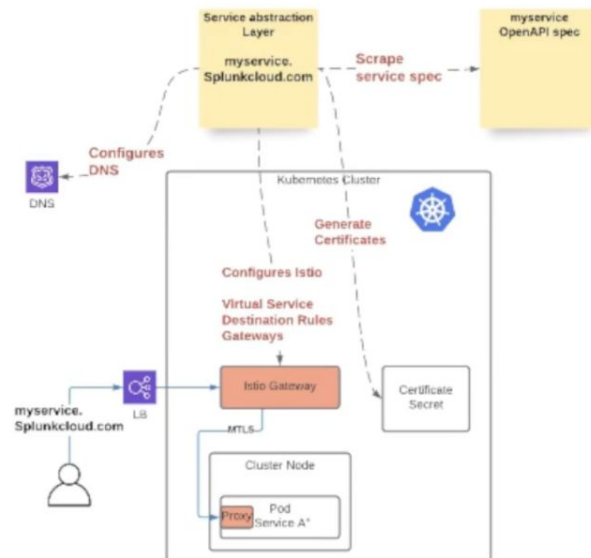 Service abstraction
Layer
myservice.
Splunkcloud.com
myservice
OpenAPI spec
Scrape
service spec
Configures
DNS
DNS
Kubernetes Cluster
Generate
Certificates
Configures Istio
Virtual Service
Destination Rules
Gateways
Istio Gateway
Certificate
Secret
myservice.
Splunkcloud.com
LB
MTLS
Cluster Node
Proxy
Pod
Service A"